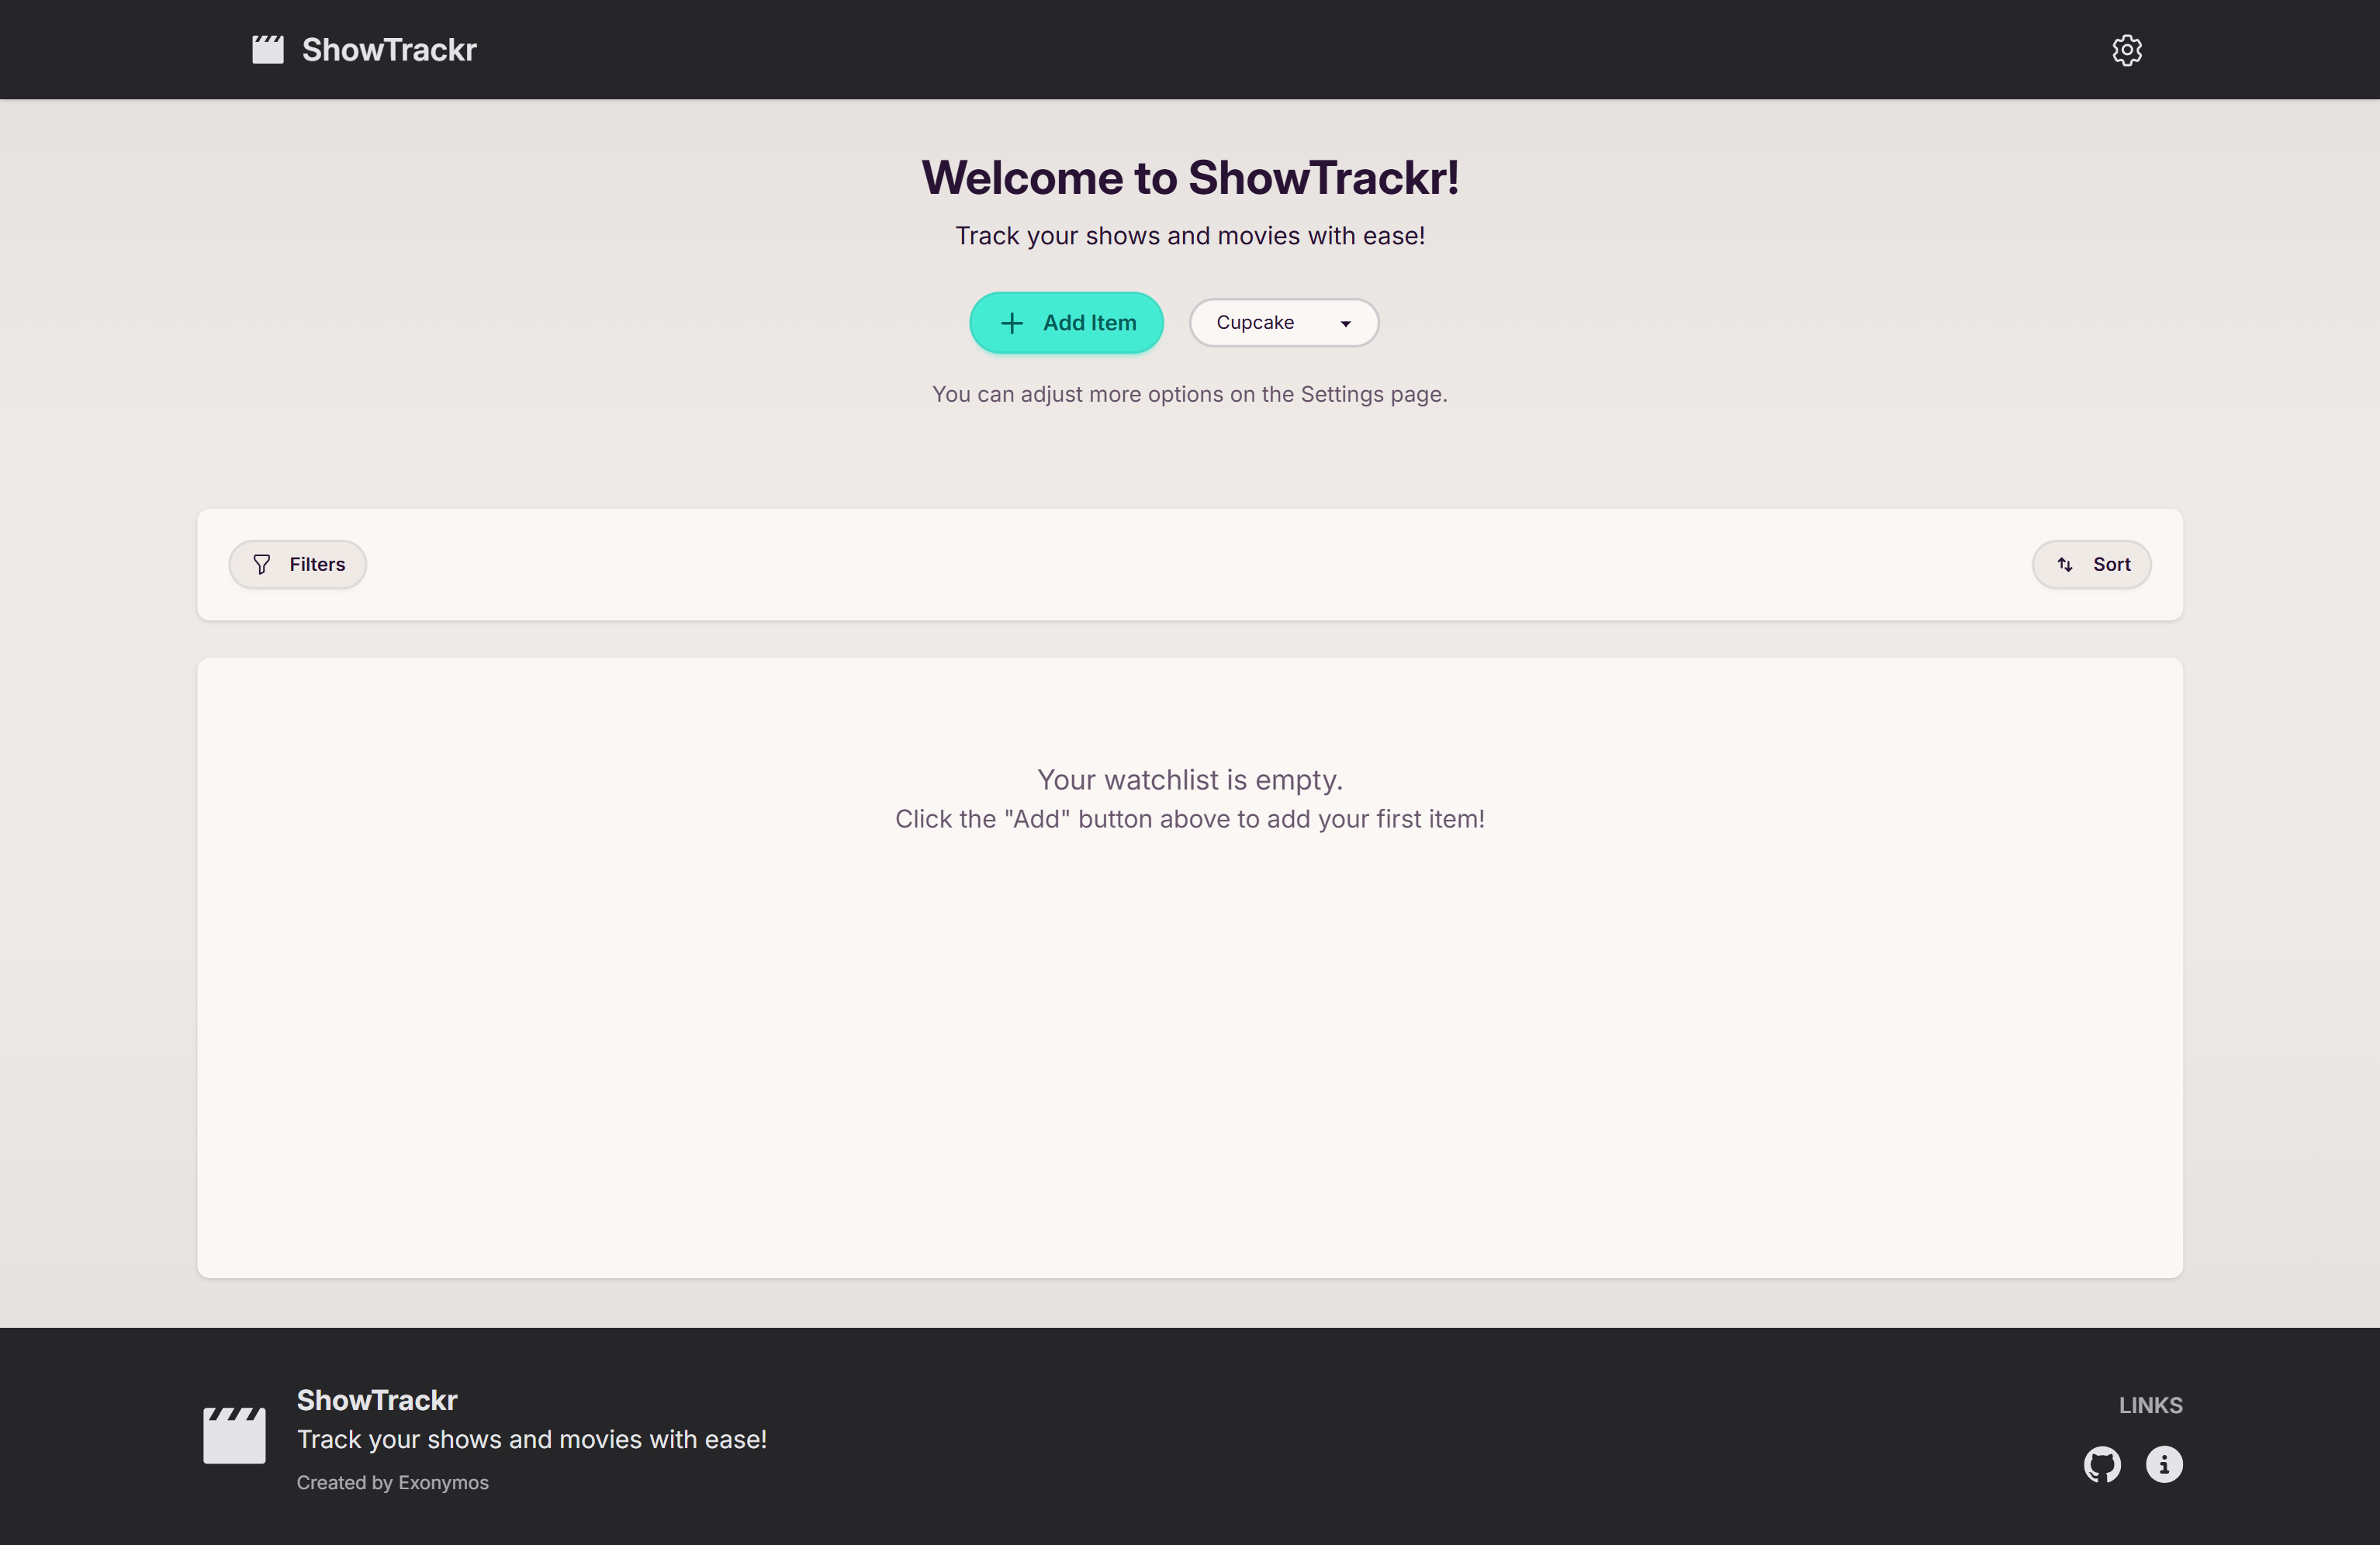 ShowTrackr
Welcome to ShowTrackr!
Track your shows and movies with ease!
Add Item
Cupcake
You can adjust more options on the Settings page.
Filters
Sort
Your watchlist is empty.
Click the "Add" button above to add your first item!
ShowTrackr
Track your shows and movies with ease!
Created by Exonymos
LINKS